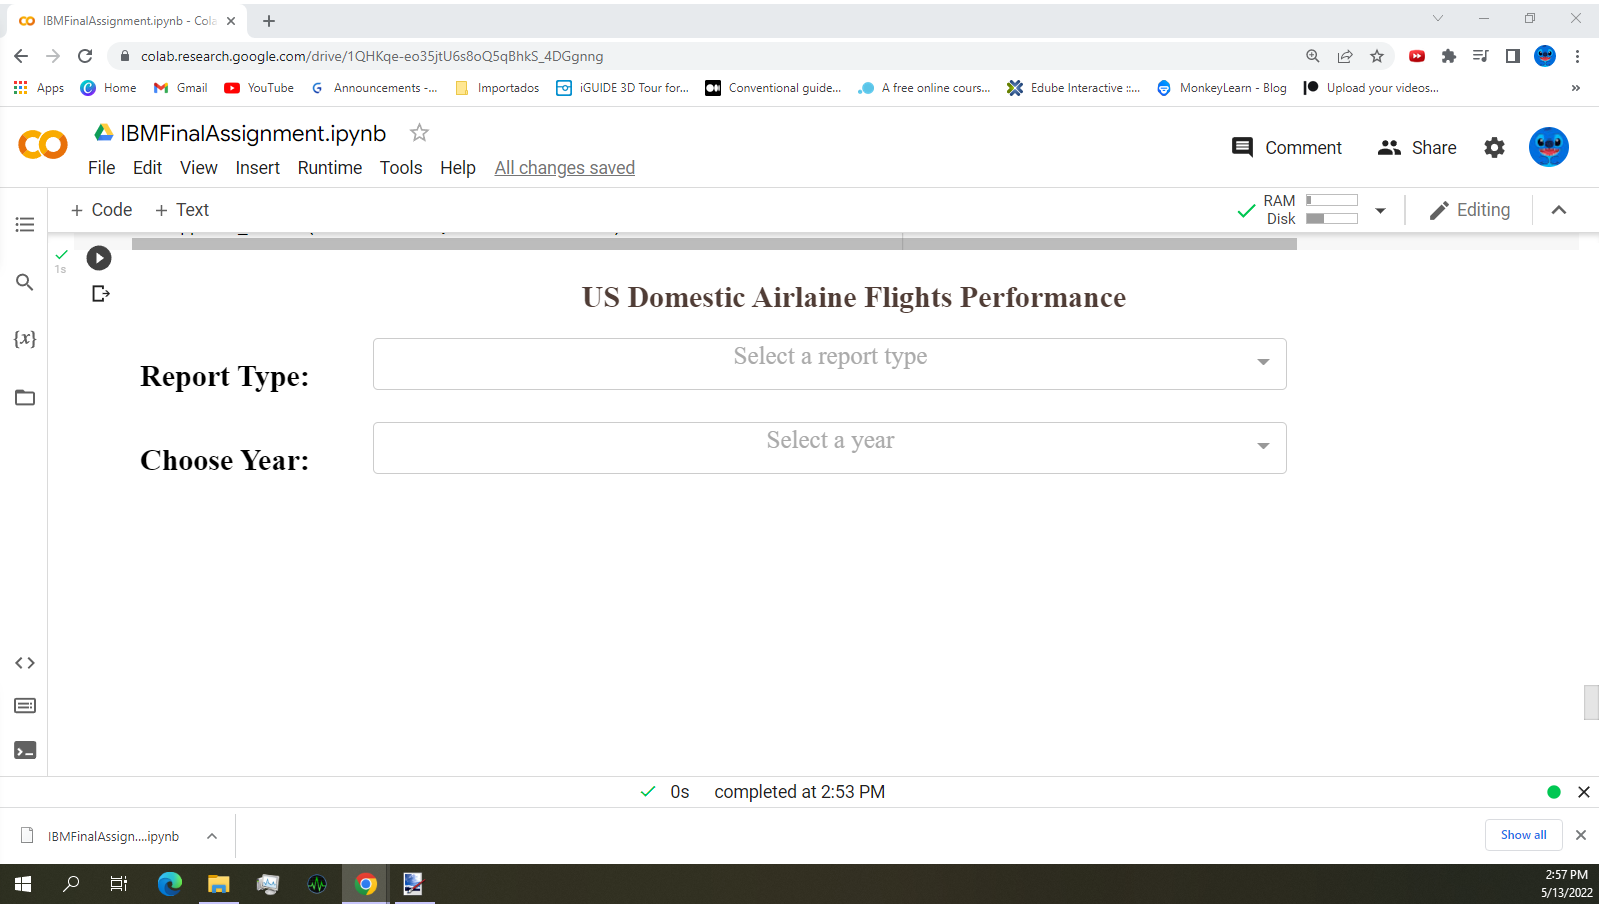 IBMFinalAssignment.ipynb - Cola
colab.research.google.com/drive/1QHKqe-eo35jtU6s8oQ5qBhkS_4DGgnng
Apps Home Gmail YouTube Announcements -... Importados iGUIDE 3D Tour for... Conventional guide... A free online cours... Edube Interactive ::... MonkeyLearn - Blog Upload your videos... »
IBMFinalAssignment.ipynb
Comment Share
File Edit View Insert Runtime Tools Help All changes saved
+ Code + Text
RAM
Disk
Editing
1s
{x}
US Domestic Airlaine Flights Performance
Report Type:
Select a report type
Choose Year:
Select a year
0s completed at 2:53 PM
IBMFinalAssign....ipynb
Show all
2:57 PM
5/13/2022